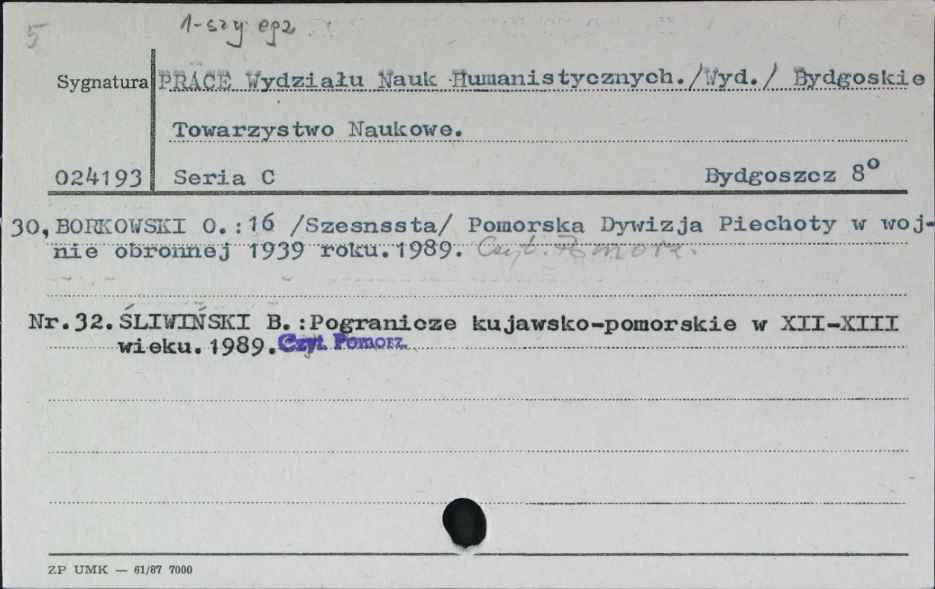 5
1-szy egz.
Sygnatura PRACE Wydziału Nauk Humanistycznych./Wyd./ Bydgoskie
Towarzystwo Naukowe.
024193 Seria C Bydgoszcz 8°
30, BORKOWSKI O.:16 /Szesnssta/ Pomorska Dywizja Piechoty w woj-
nie obronnej 1939 roku.1989. Czyt. Pomorz.
Nr.32. ŚLIWIŃSKI B.:Pogranicze kujawsko-pomorskie w XII-XIII
wieku.1989. Czyt. Pomorz.
ZP UMK — 61/87 7000